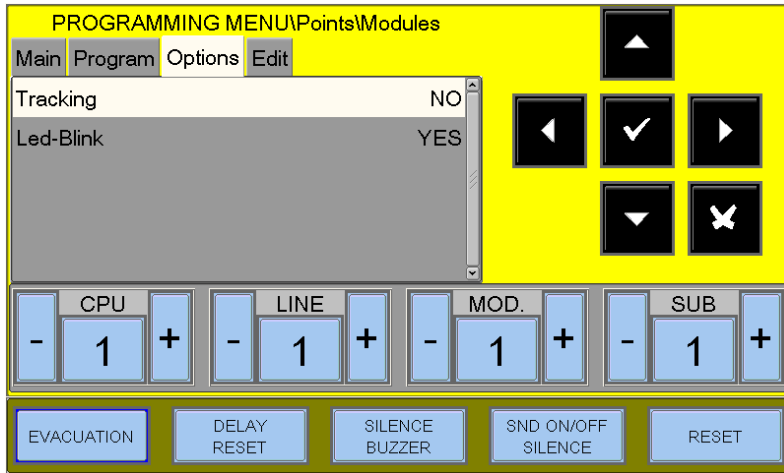 PROGRAMMING MENU\Points\Modules
Main Program Options Edit
Tracking NO
Led-Blink YES
CPU LINE MOD. SUB
- 1 + - 1 + - 1 + - 1 +
EVACUATION DELAY RESET SILENCE BUZZER SND ON/OFF SILENCE RESET